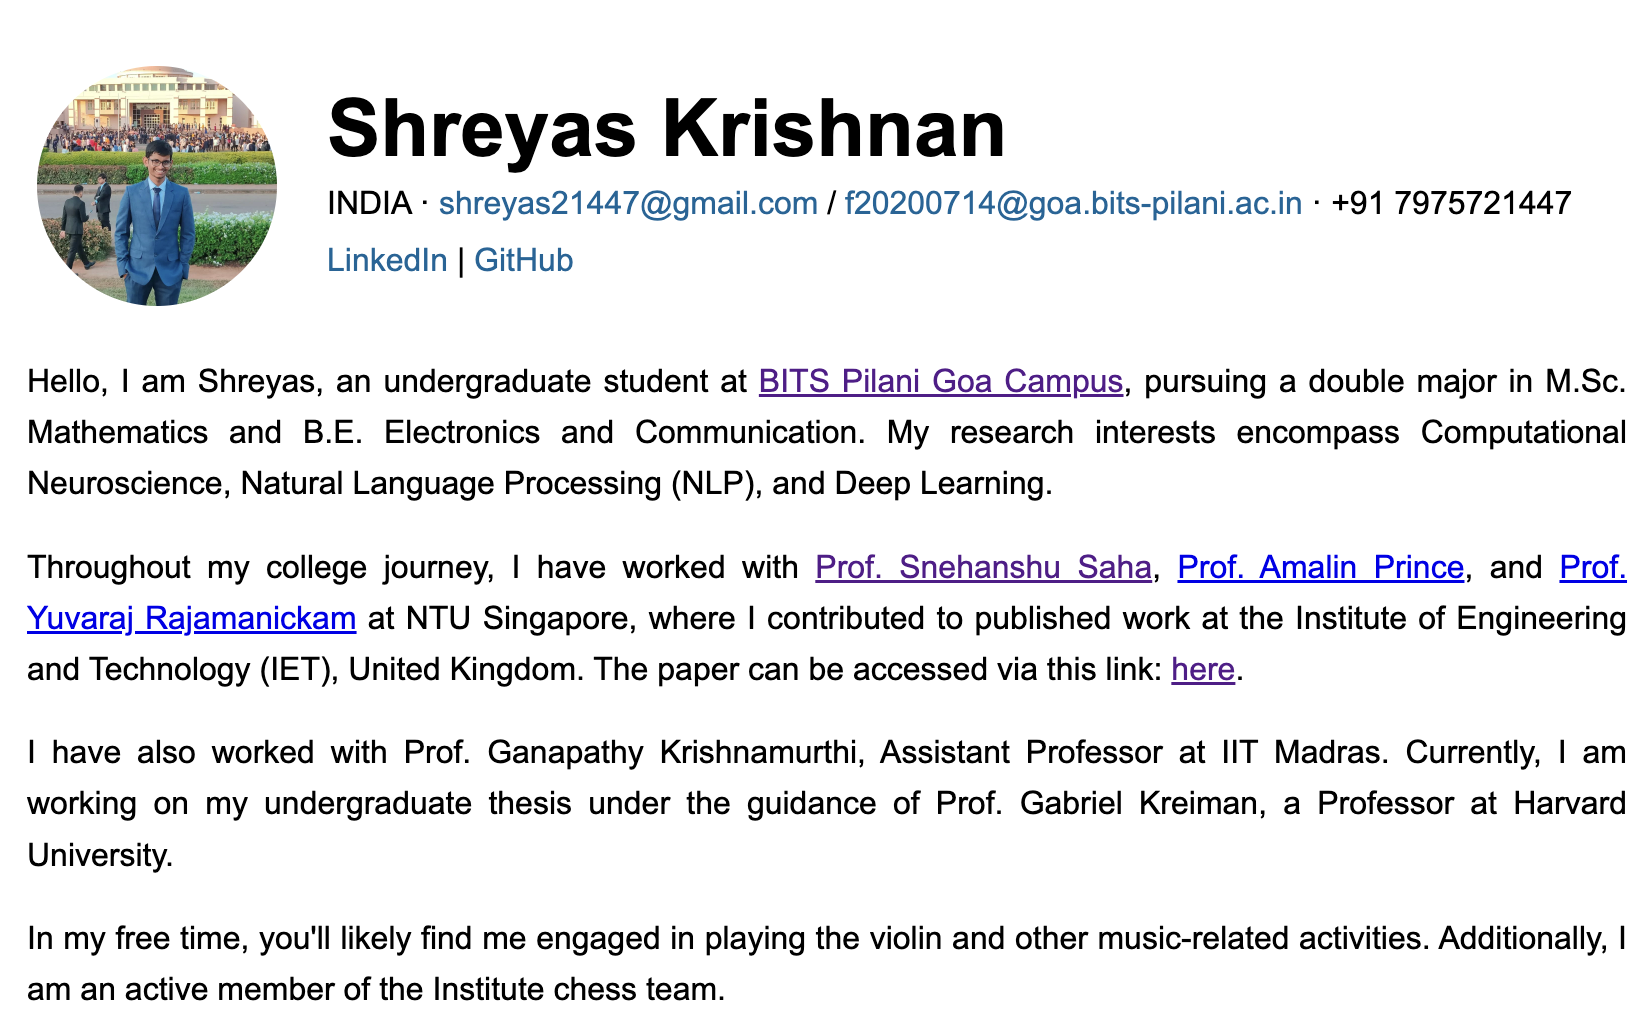 Shreyas Krishnan
INDIA · shreyas21447@gmail.com / f20200714@goa.bits-pilani.ac.in · +91 7975721447
LinkedIn | GitHub
Hello, I am Shreyas, an undergraduate student at BITS Pilani Goa Campus, pursuing a double major in M.Sc.
Mathematics and B.E. Electronics and Communication. My research interests encompass Computational
Neuroscience, Natural Language Processing (NLP), and Deep Learning.
Throughout my college journey, I have worked with Prof. Snehanshu Saha, Prof. Amalin Prince, and Prof.
Yuvaraj Rajamanickam at NTU Singapore, where I contributed to published work at the Institute of Engineering
and Technology (IET), United Kingdom. The paper can be accessed via this link: here.
I have also worked with Prof. Ganapathy Krishnamurthi, Assistant Professor at IIT Madras. Currently, I am
working on my undergraduate thesis under the guidance of Prof. Gabriel Kreiman, a Professor at Harvard
University.
In my free time, you'll likely find me engaged in playing the violin and other music-related activities. Additionally, I
am an active member of the Institute chess team.